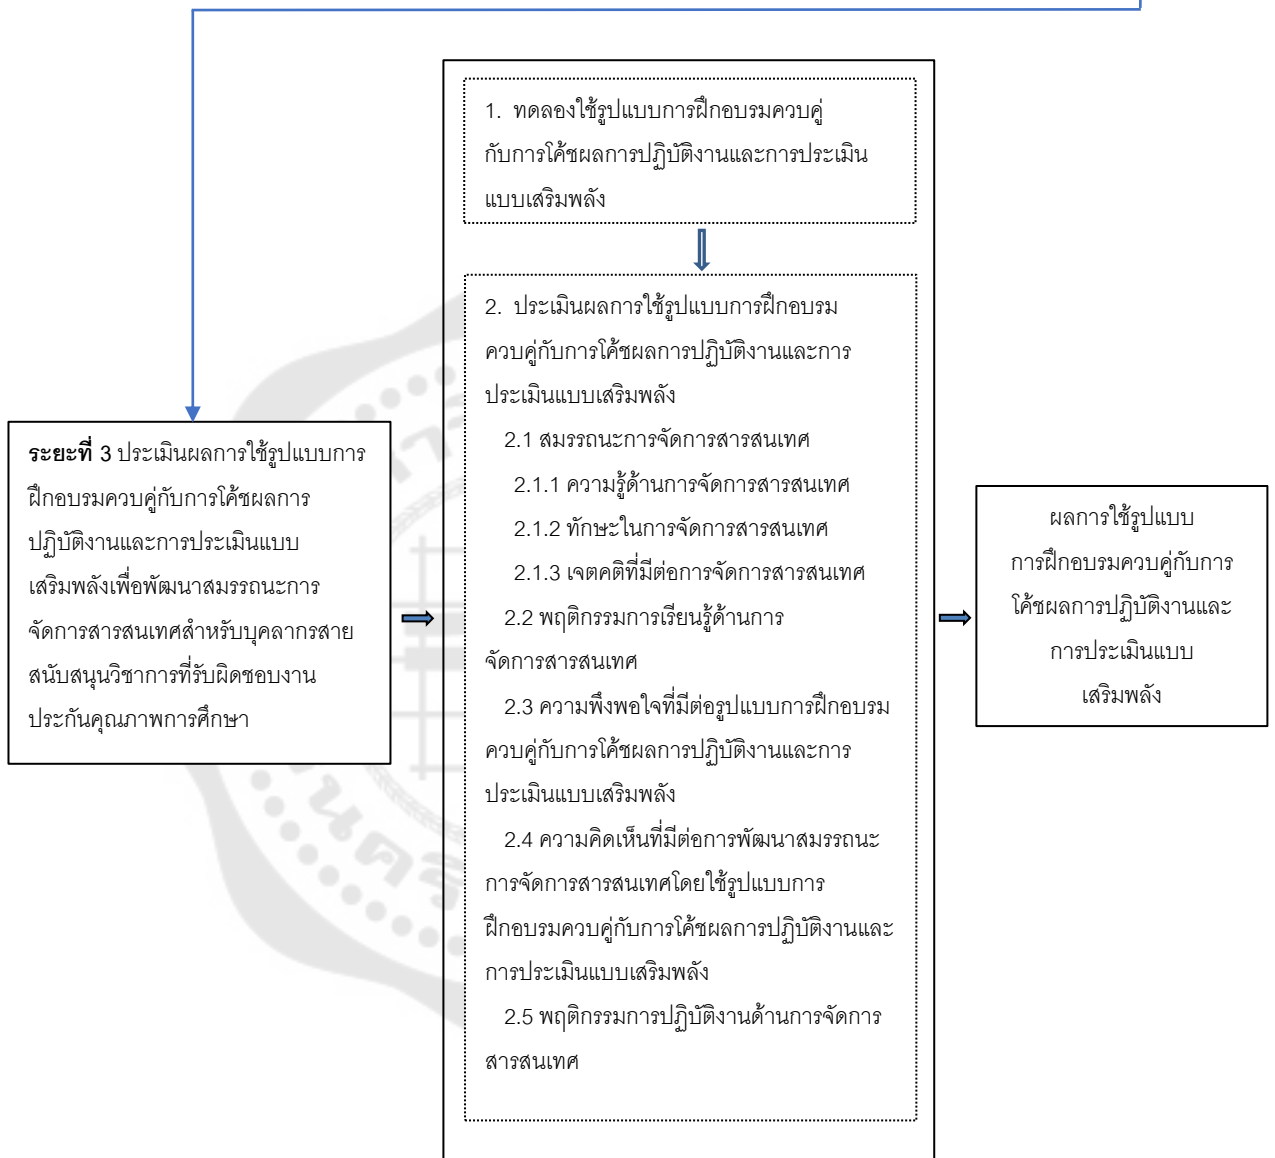 ระยะที่ 3 ประเมินผลการใช้รูปแบบการ
ฝึกอบรมควบคู่กับการโค้ชผลการ
ปฏิบัติงานและการประเมินแบบ
เสริมพลังเพื่อพัฒนาสมรรถนะการ
จัดการสารสนเทศสำหรับบุคลากรสาย
สนับสนุนวิชาการที่รับผิดชอบงาน
ประกันคุณภาพการศึกษา
1. ทดลองใช้รูปแบบการฝึกอบรมควบคู่
กับการโค้ชผลการปฏิบัติงานและการประเมิน
แบบเสริมพลัง
2. ประเมินผลการใช้รูปแบบการฝึกอบรม
ควบคู่กับการโค้ชผลการปฏิบัติงานและการ
ประเมินแบบเสริมพลัง
2.1 สมรรถนะการจัดการสารสนเทศ
2.1.1 ความรู้ด้านการจัดการสารสนเทศ
2.1.2 ทักษะในการจัดการสารสนเทศ
2.1.3 เจตคติที่มีต่อการจัดการสารสนเทศ
2.2 พฤติกรรมการเรียนรู้ด้านการ
จัดการสารสนเทศ
2.3 ความพึงพอใจที่มีต่อรูปแบบการฝึกอบรม
ควบคู่กับการโค้ชผลการปฏิบัติงานและการ
ประเมินแบบเสริมพลัง
2.4 ความคิดเห็นที่มีต่อการพัฒนาสมรรถนะ
การจัดการสารสนเทศโดยใช้รูปแบบการ
ฝึกอบรมควบคู่กับการโค้ชผลการปฏิบัติงานและ
การประเมินแบบเสริมพลัง
2.5 พฤติกรรมการปฏิบัติงานด้านการจัดการ
สารสนเทศ
ผลการใช้รูปแบบ
การฝึกอบรมควบคู่กับการ
โค้ชผลการปฏิบัติงานและ
การประเมินแบบ
เสริมพลัง